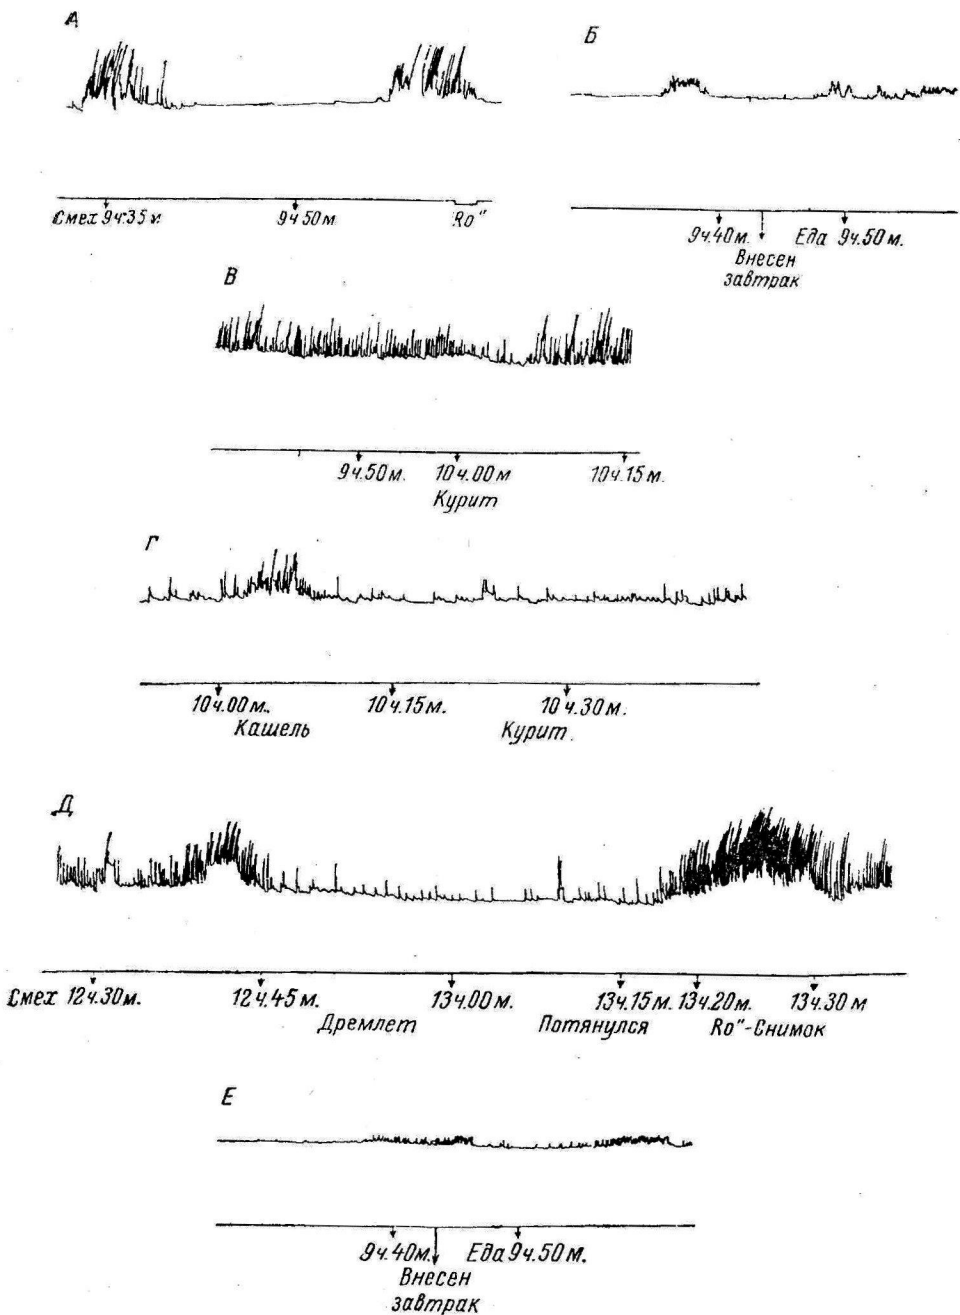 А
Б
Смех 9ч.35м
9ч 50м.
Ro"
9ч.40м.
Еда 9ч.50м.
Внесен
завтрак
В
9ч.50м.
10ч.00м
10ч.15м.
Курит
Г
10ч.00м.
10ч.15м.
10ч.30м.
Кашель
Курит.
Д
Смех 12ч.30м.
12ч.45м.
13ч.00м.
13ч.15м.
13ч.20м.
13ч.30м
Дремлет
Потянулся
Ro"-Снимок
Е
9ч.40м.
Еда 9ч.50м.
Внесен
завтрак